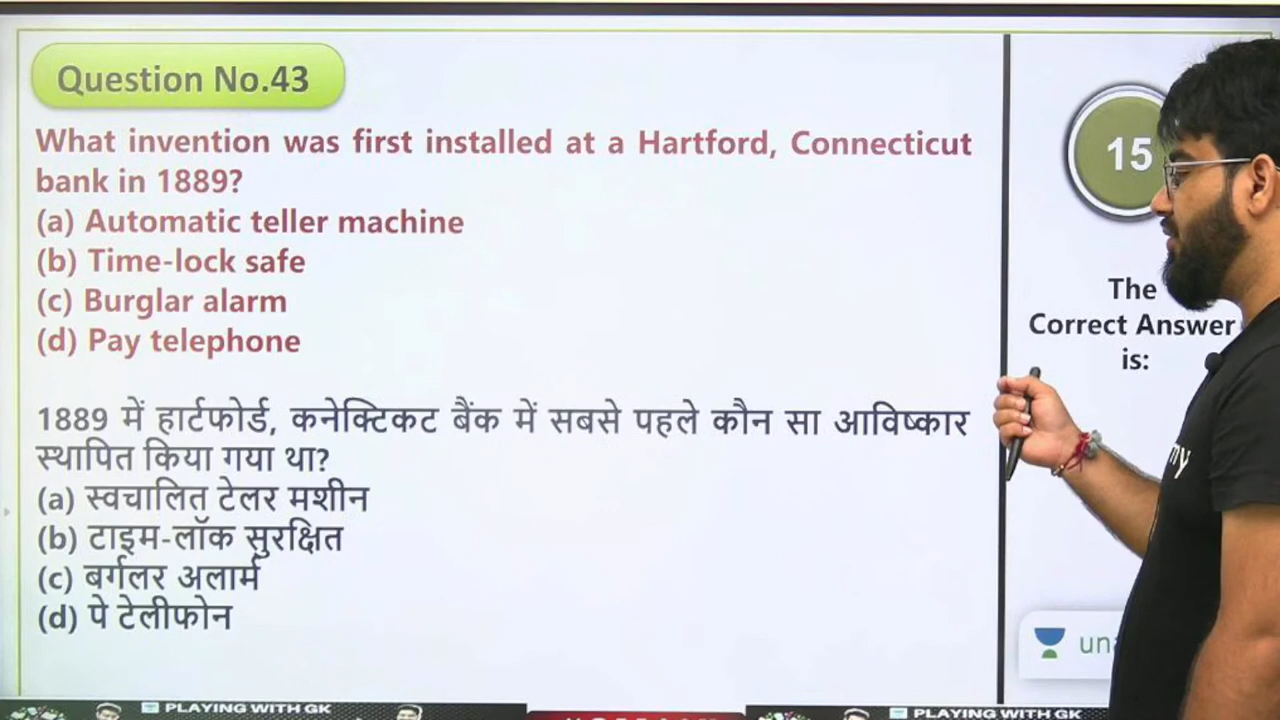 Question No.43
What invention was first installed at a Hartford, Connecticut
bank in 1889?
(a) Automatic teller machine
(b) Time-lock safe
(c) Burglar alarm
(d) Pay telephone
1889 में हार्टफोर्ड, कनेक्टिकट बैंक में सबसे पहले कौन सा आविष्कार
स्थापित किया गया था?
(a) स्वचालित टेलर मशीन
(b) टाइम-लॉक सुरक्षित
(c) बर्गलर अलार्म
(d) पे टेलीफोन
15
The
Correct Answer
is:
my
una
PLAYING WITH GK
PLAYING WITH GK